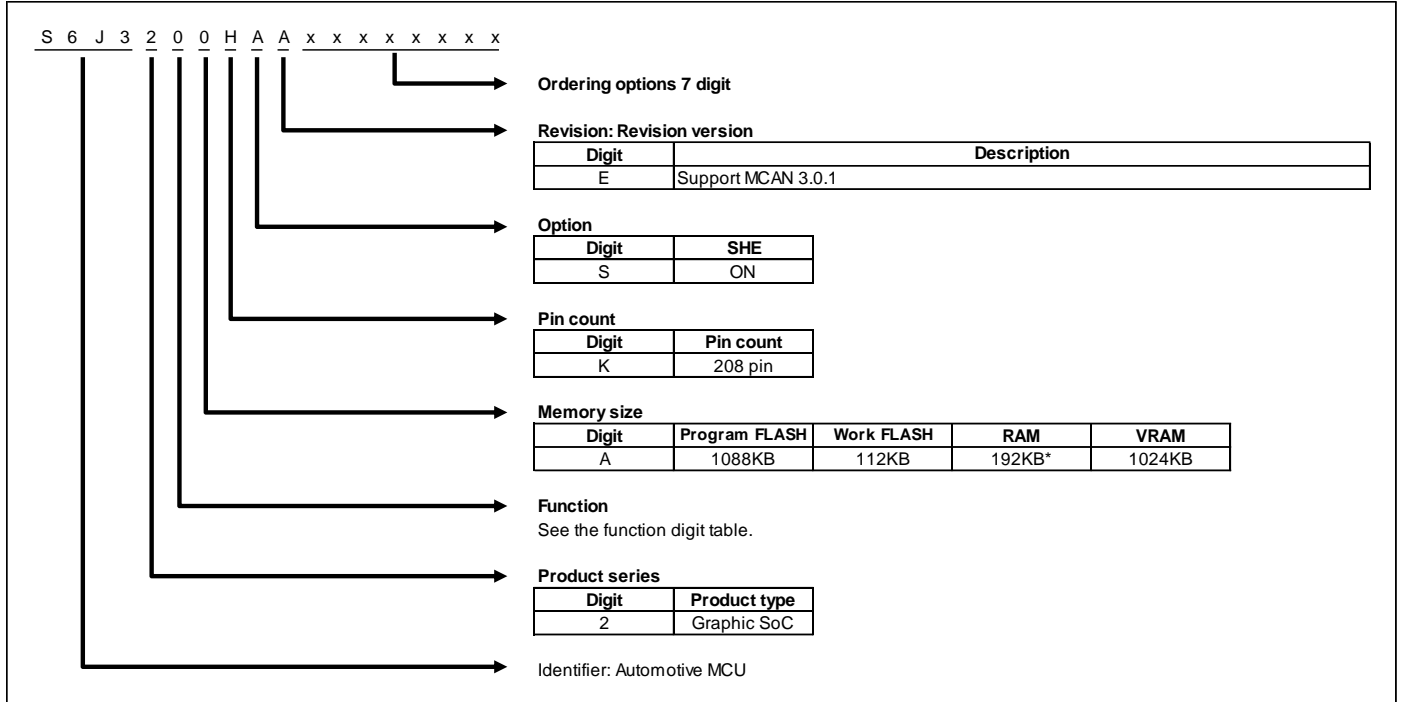 S 6 J 3 2 0 0 H A A x x x x x x x x
Ordering options 7 digit
Revision: Revision version
Digit Description
E Support MCAN 3.0.1
Option
Digit SHE
S ON
Pin count
Digit Pin count
K 208 pin
Memory size
Digit Program FLASH Work FLASH RAM VRAM
A 1088KB 112KB 192KB* 1024KB
Function
See the function digit table.
Product series
Digit Product type
2 Graphic SoC
Identifier: Automotive MCU